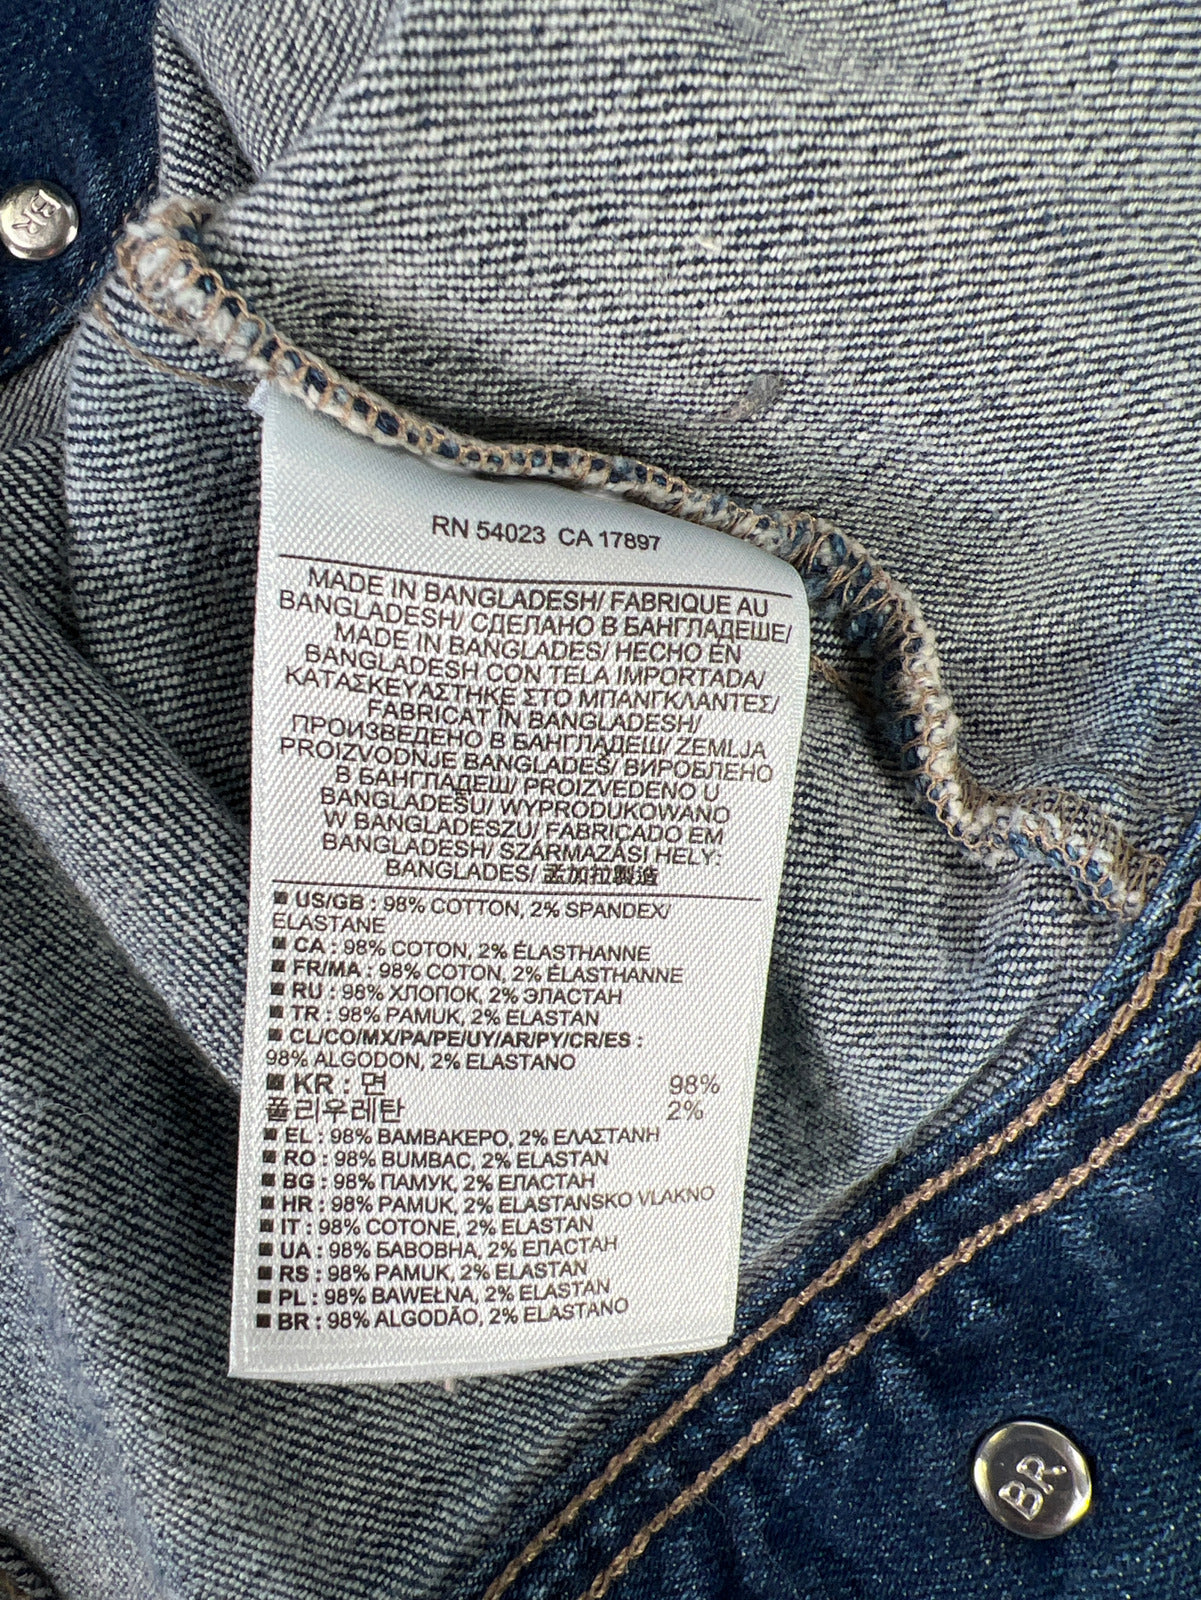 BR
RN 54023 CA 17897
MADE IN BANGLADESH/ FABRIQUE AU
BANGLADESH/ СДЕЛАНО В БАНГЛАДЕШЕ/
MADE IN BANGLADES/ HECHO EN
BANGLADESH CON TELA IMPORTADA/
ΚΑΤΑΣΚΕΥΑΣΤΗΚΕ ΣΤΟ ΜΠΑΝΓΚΛΑΝΤΕΣ/
FABRICAT ÎN BANGLADESH/
ПРОИЗВЕДЕНО В БАНГЛАДЕШ/ ZEMLJA
PROIZVODNJE BANGLADEŠ/ ВИРОБЛЕНО
В БАНГЛАДЕШ/ PROIZVEDENO U
BANGLADEŠU/ WYPRODUKOWANO
W BANGLADESZU/ FABRICADO EM
BANGLADESH/ SZÁRMAZÁSI HELY:
BANGLADES/ 孟加拉製造
■ US/GB : 98% COTTON, 2% SPANDEX/
ELASTANE
■ CA : 98% COTON, 2% ÉLASTHANNE
■ FR/MA : 98% COTON, 2% ÉLASTHANNE
■ RU : 98% ХЛОПОК, 2% ЭЛАСТАН
■ TR : 98% PAMUK, 2% ELASTAN
■ CL/CO/MX/PA/PE/UY/AR/PY/CR/ES :
98% ALGODON, 2% ELASTANO
■ KR : 면 98%
폴리우레탄 2%
■ EL : 98% ΒΑΜΒΑΚΕΡΟ, 2% ΕΛΑΣΤΑΝΗ
■ RO : 98% BUMBAC, 2% ELASTAN
■ BG : 98% ПАМУК, 2% ЕЛАСТАН
■ HR : 98% PAMUK, 2% ELASTANSKO VLAKNO
■ IT : 98% COTONE, 2% ELASTAN
■ UA : 98% БАВОВНА, 2% ЕЛАСТАН
■ RS : 98% PAMUK, 2% ELASTAN
■ PL : 98% BAWEŁNA, 2% ELASTAN
■ BR : 98% ALGODÃO, 2% ELASTANO
BR